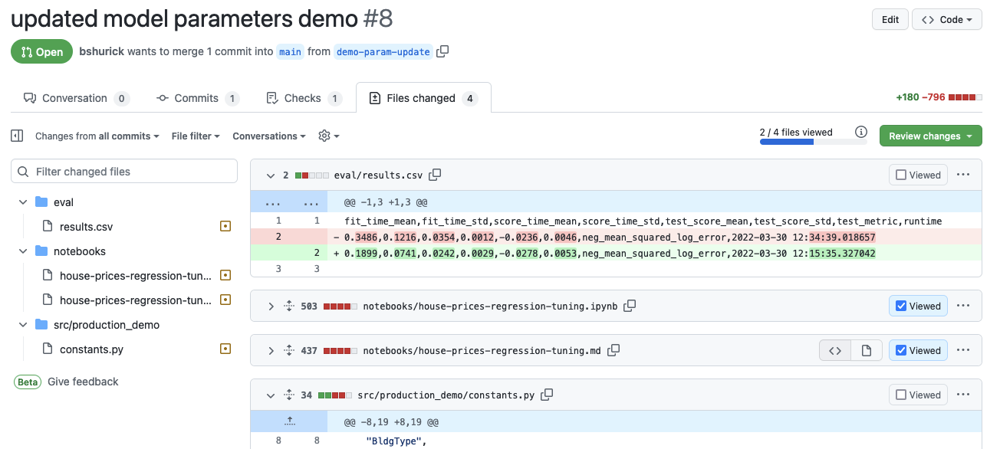 updated model parameters demo #8
Edit
Code
Open
bshurick wants to merge 1 commit into main from demo-param-update
Conversation 0
Commits 1
Checks 1
Files changed 4
+180 −796
Changes from all commits
File filter
Conversations
2 / 4 files viewed
Review changes
Filter changed files
eval
results.csv
notebooks
house-prices-regression-tun...
house-prices-regression-tun...
src/production_demo
constants.py
Beta Give feedback
2 eval/results.csv
Viewed
... ... @@ -1,3 +1,3 @@
1 1 fit_time_mean,fit_time_std,score_time_mean,score_time_std,test_score_mean,test_score_std,test_metric,runtime
2 - 0.3486,0.1216,0.0354,0.0012,-0.0236,0.0046,neg_mean_squared_log_error,2022-03-30 12:34:39.018657
2 + 0.1899,0.0741,0.0242,0.0029,-0.0278,0.0053,neg_mean_squared_log_error,2022-03-30 12:15:35.327042
3 3
503 notebooks/house-prices-regression-tuning.ipynb
Viewed
437 notebooks/house-prices-regression-tuning.md
Viewed
34 src/production_demo/constants.py
Viewed
@@ -8,19 +8,19 @@
8 8 "BldgType",